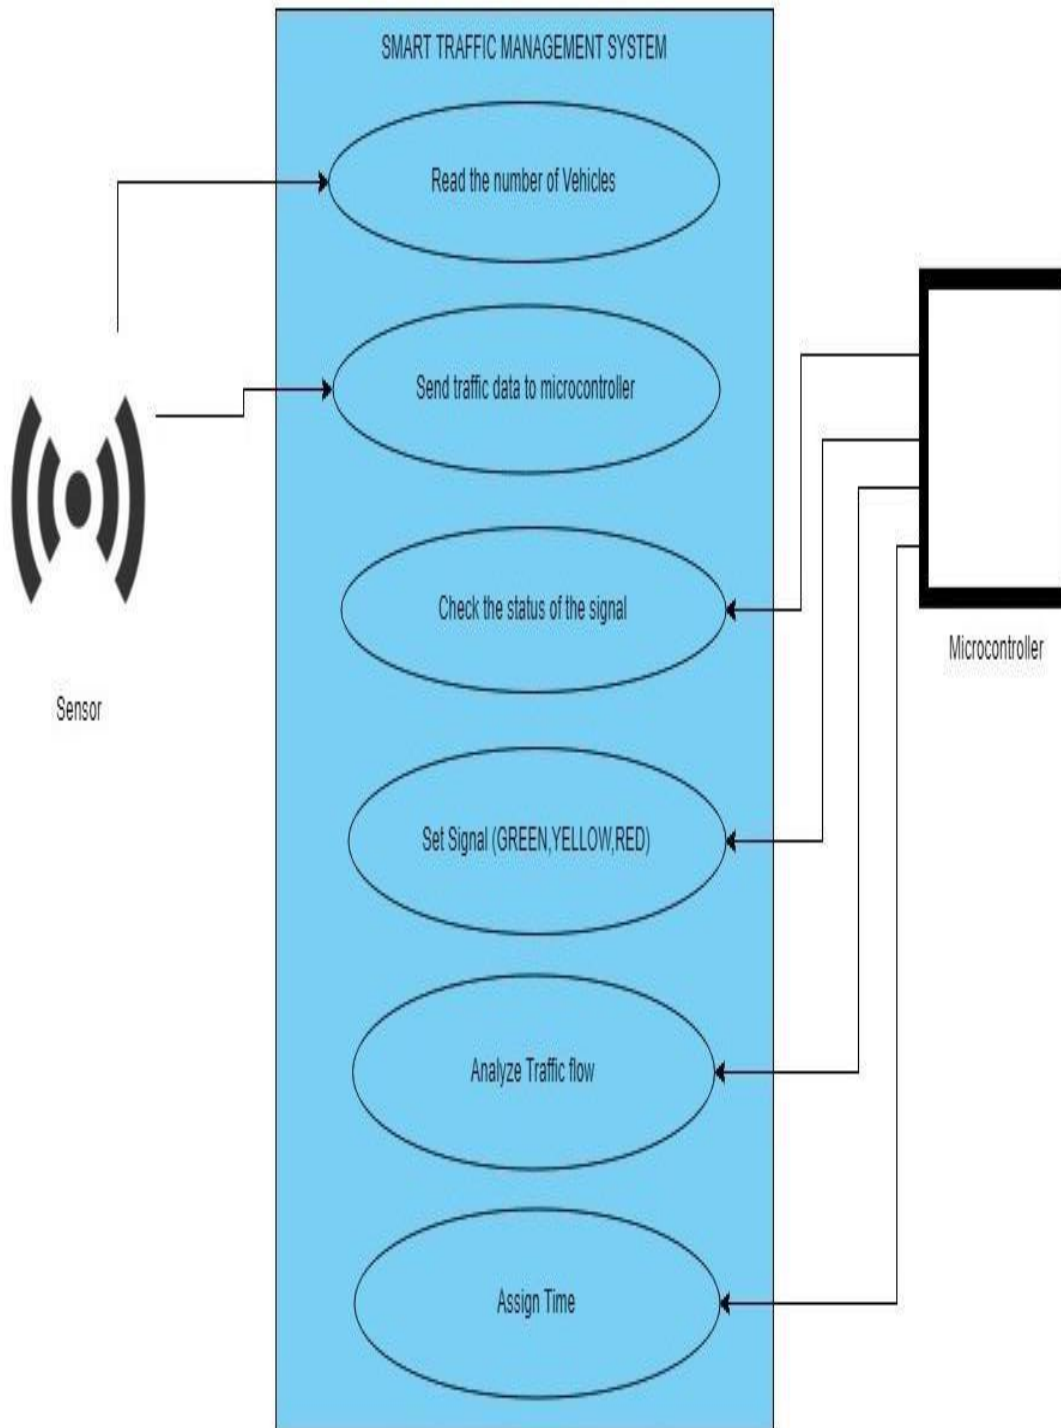 SMART TRAFFIC MANAGEMENT SYSTEM
Read the number of Vehicles
Send traffic data to microcontroller
Check the status of the signal
Microcontroller
Sensor
Set Signal (GREEN,YELLOW,RED)
Analyze Traffic flow
Assign Time